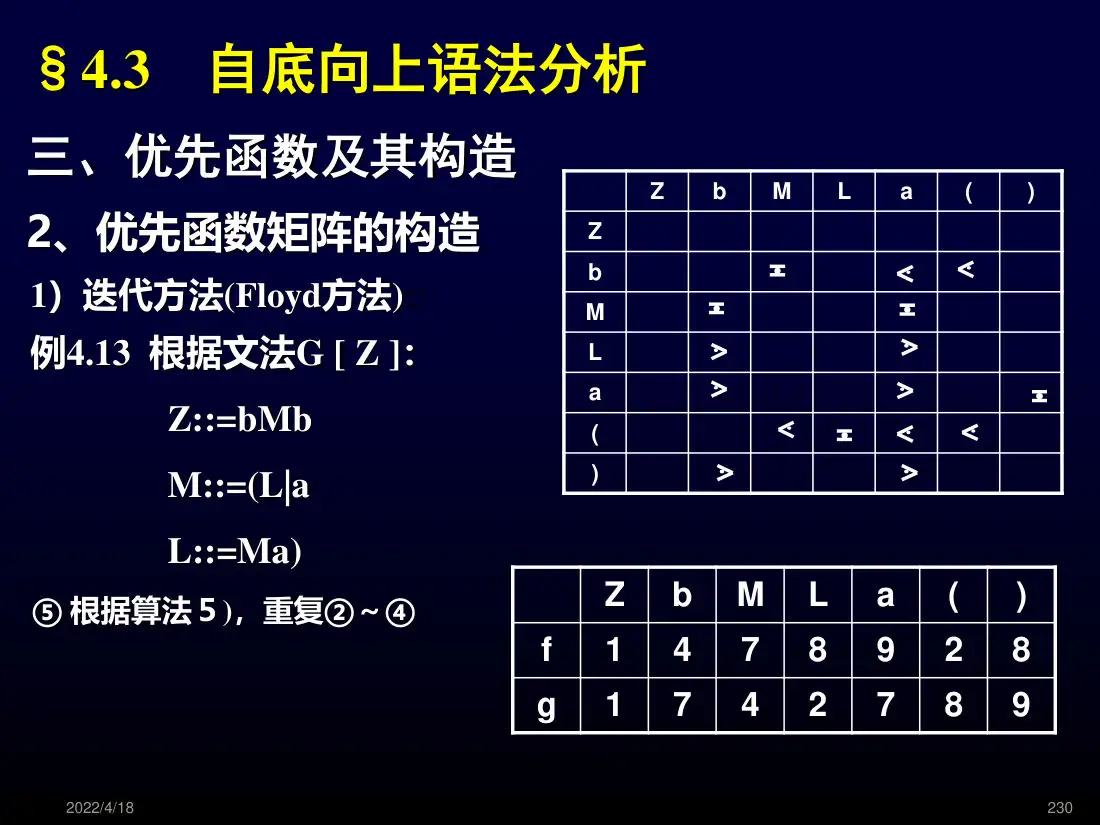 §4.3 自底向上语法分析
三、优先函数及其构造
2、优先函数矩阵的构造
1）迭代方法(Floyd方法)
例4.13 根据文法G [ Z ]：
Z::=bMb
M::=(L|a
L::=Ma)
⑤ 根据算法５)，重复②～④
Z b M L a ( )
Z
b ≖ ⋖ ⋖
M ≖ ≖
L ⋗ ⋗
a ⋗ ⋗ ≖
( ⋖ ≖ ⋖ ⋖
) ⋗ ⋗
Z b M L a ( )
f 1 4 7 8 9 2 8
g 1 7 4 2 7 8 9
2022/4/18
230